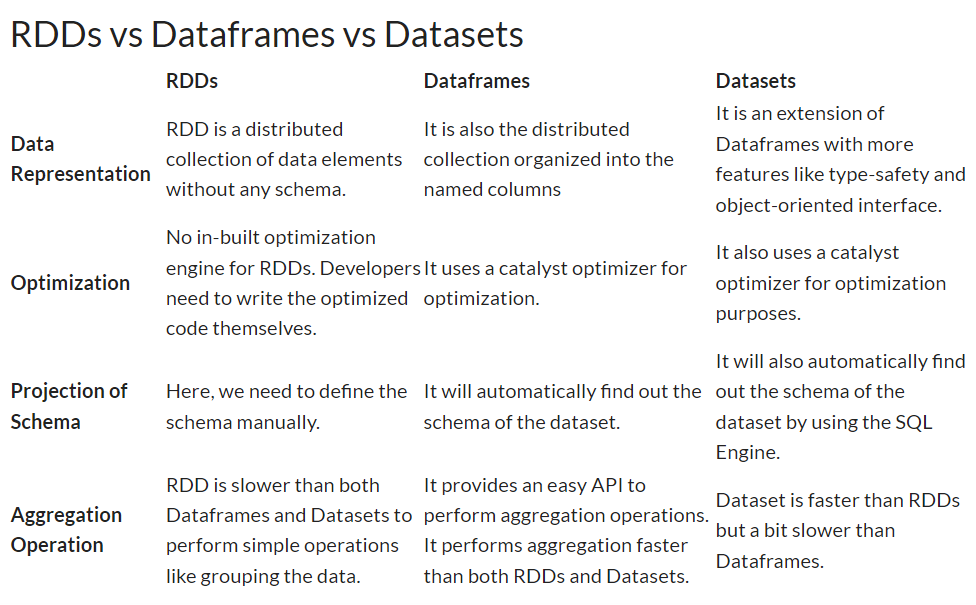 RDDs vs Dataframes vs Datasets
RDDs
Dataframes
Datasets
Data
Representation
RDD is a distributed
collection of data elements
without any schema.
It is also the distributed
collection organized into the
named columns
It is an extension of
Dataframes with more
features like type-safety and
object-oriented interface.
Optimization
No in-built optimization
engine for RDDs. Developers
need to write the optimized
code themselves.
It uses a catalyst optimizer for
optimization.
It also uses a catalyst
optimizer for optimization
purposes.
Projection of
Schema
Here, we need to define the
schema manually.
It will automatically find out the
schema of the dataset.
It will also automatically find
out the schema of the
dataset by using the SQL
Engine.
Aggregation
Operation
RDD is slower than both
Dataframes and Datasets to
perform simple operations
like grouping the data.
It provides an easy API to
perform aggregation operations.
It performs aggregation faster
than both RDDs and Datasets.
Dataset is faster than RDDs
but a bit slower than
Dataframes.